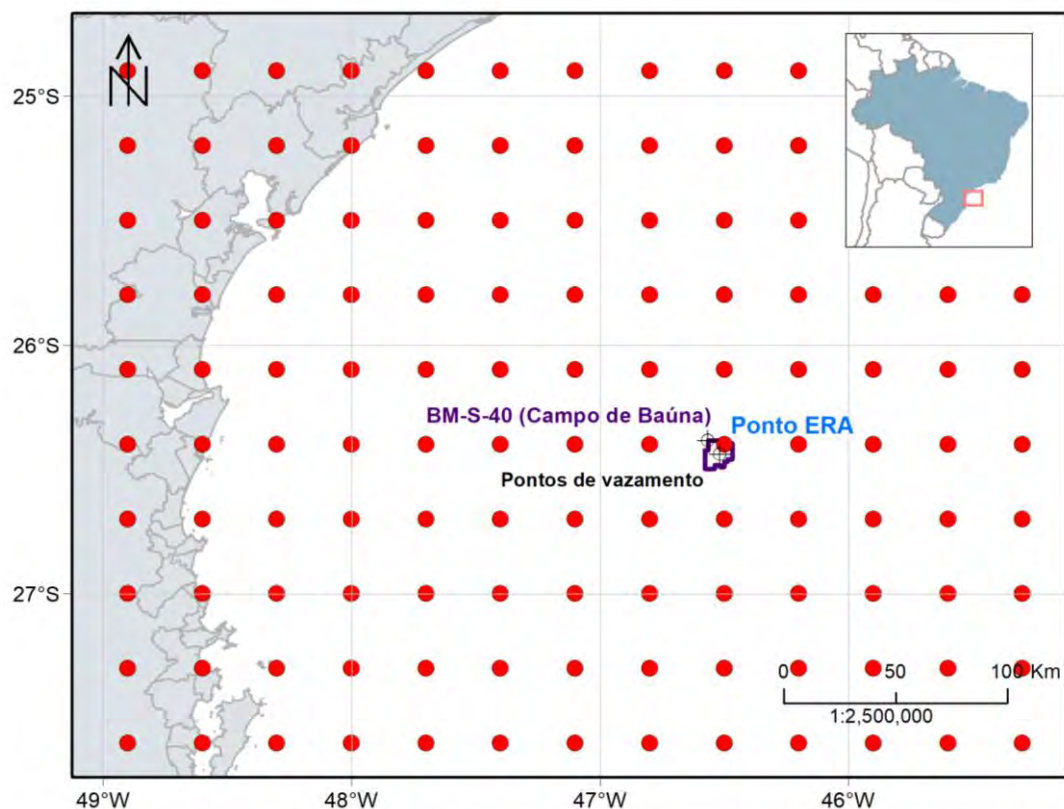 N
25°S
26°S
BM-S-40 (Campo de Baúna)
Ponto ERA
Pontos de vazamento
27°S
0 50 100 Km
1:2,500,000
49°W 48°W 47°W 46°W